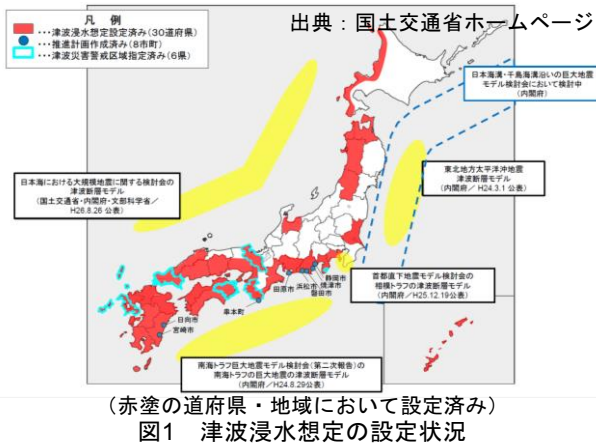 出典：国土交通省ホームページ
凡 例
･･･津波浸水想定設定済み(30道府県)
･･･推進計画作成済み(8市町)
･･･津波災害警戒区域指定済み(6県)
日本海溝・千島海溝沿いの巨大地震
モデル検討会において検討中
(内閣府)
日本海における大規模地震に関する検討会の
津波断層モデル
(国土交通省・内閣府・文部科学省／
H26.8.26 公表)
東北地方太平洋沖地震
津波断層モデル
(内閣府／ H24.3.1 公表)
首都直下地震モデル検討会の
相模トラフの津波断層モデル
(内閣府／H25.12.19公表)
静岡市
焼津市
磐田市
浜松市
田原市
串本町
日向市
宮崎市
南海トラフ巨大地震モデル検討会(第二次報告)の
南海トラフの巨大地震の津波断層モデル
(内閣府／H24.8.29公表)
(赤塗の道府県・地域において設定済み)
図1 津波浸水想定の設定状況